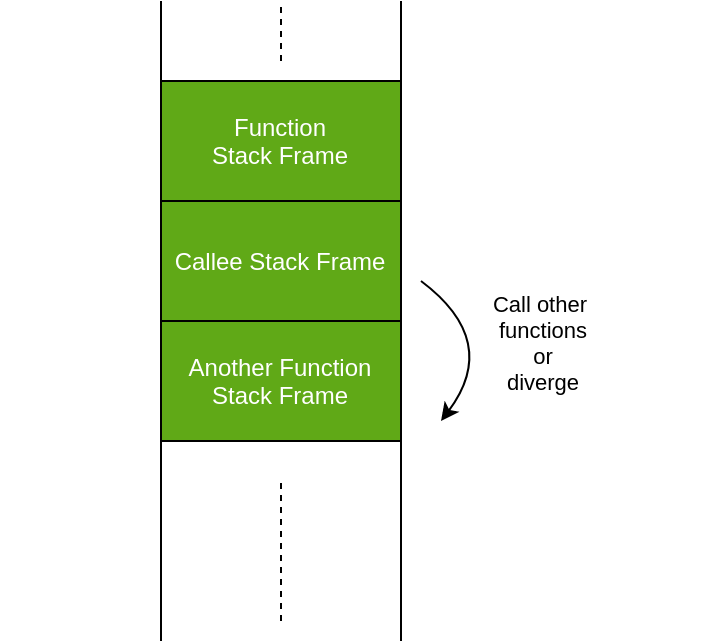 Function
Stack Frame
Callee Stack Frame
Call other
functions
or
diverge
Another Function
Stack Frame